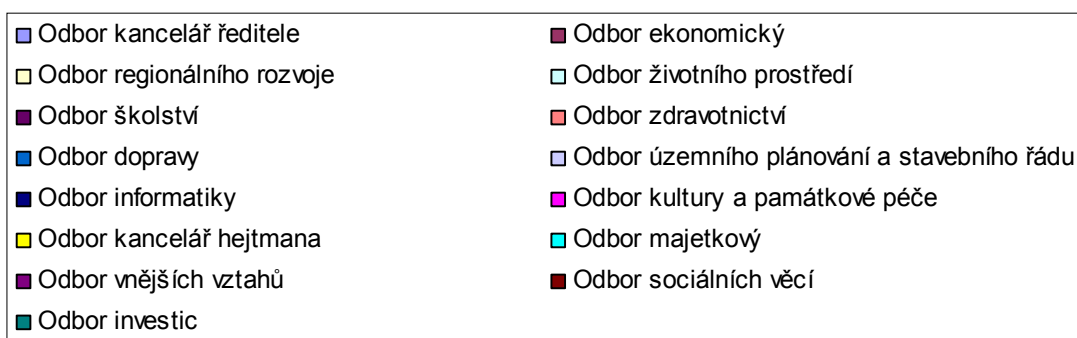 Odbor kancelář ředitele Odbor ekonomický
Odbor regionálního rozvoje Odbor životního prostředí
Odbor školství Odbor zdravotnictví
Odbor dopravy Odbor územního plánování a stavebního řádu
Odbor informatiky Odbor kultury a památkové péče
Odbor kancelář hejtmana Odbor majetkový
Odbor vnějších vztahů Odbor sociálních věcí
Odbor investic